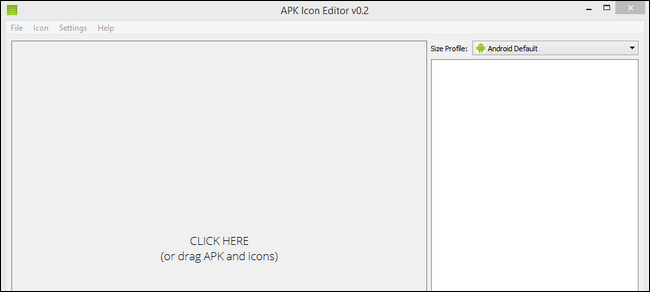 APK Icon Editor v0.2
File Icon Settings Help
Size Profile: Android Default
CLICK HERE
(or drag APK and icons)